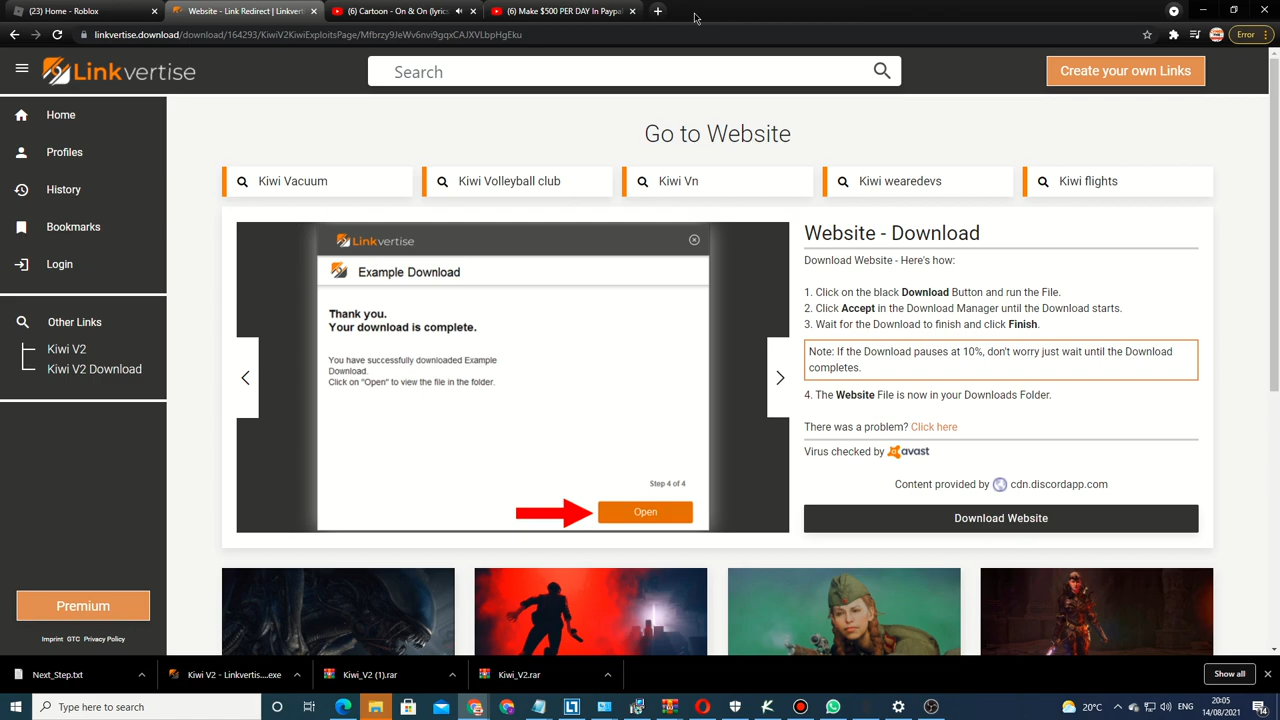 (23) Home - Roblox
Website - Link Redirect | Linkvert
(6) Cartoon - On & On (lyrics
(6) Make $500 PER DAY In Paypa
linkvertise.download/download/164293/KiwiV2KiwiExploitsPage/Mfbrzy9JeWv6nvi9gqxCAJXVLbpHgEku
Error
Linkvertise
Search
Create your own Links
Home
Profiles
History
Bookmarks
Login
Other Links
Kiwi V2
Kiwi V2 Download
Premium
Imprint GTC Privacy Policy
Go to Website
Kiwi Vacuum
Kiwi Volleyball club
Kiwi Vn
Kiwi wearedevs
Kiwi flights
Linkvertise
Example Download
Thank you.
Your download is complete.
You have successfully downloaded Example
Download.
Click on "Open" to view the file in the folder.
Step 4 of 4
Open
Website - Download
Download Website - Here's how:
1. Click on the black Download Button and run the File.
2. Click Accept in the Download Manager until the Download starts.
3. Wait for the Download to finish and click Finish.
Note: If the Download pauses at 10%, don't worry just wait until the Download
completes.
4. The Website File is now in your Downloads Folder.
There was a problem? Click here
Virus checked by avast
Content provided by cdn.discordapp.com
Download Website
Next_Step.txt
Kiwi V2 - Linkvertis....exe
Kiwi_V2 (1).rar
Kiwi_V2.rar
Show all
Type here to search
20°C
ENG
20:05
14/08/2021